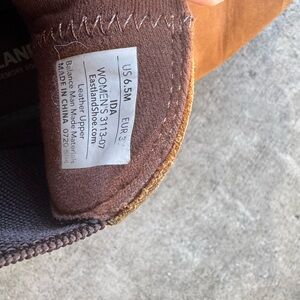 US 6.5M EUR 3
IDA
WOMEN'S 3113-07
EastlandShoe.com
Leather Upper
Balance Man Made Materials
MADE IN CHINA
LAN